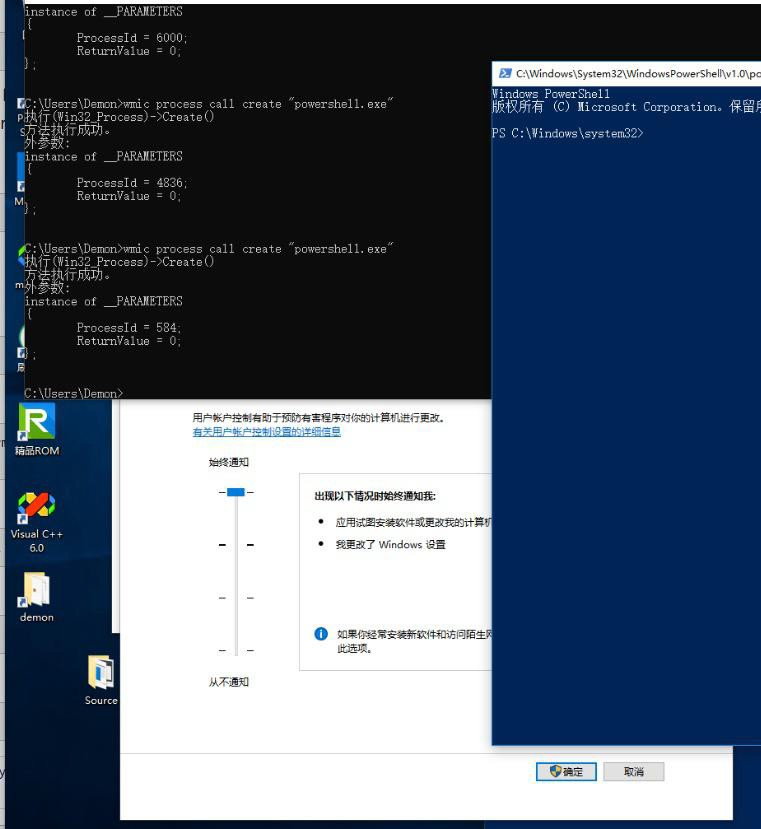 instance of __PARAMETERS
{
ProcessId = 6000;
ReturnValue = 0;
};
C:\Users\Demon>wmic process call create "powershell.exe"
执行(Win32_Process)->Create()
方法执行成功。
外参数:
instance of __PARAMETERS
{
ProcessId = 4836;
ReturnValue = 0;
};
C:\Users\Demon>wmic process call create "powershell.exe"
执行(Win32_Process)->Create()
方法执行成功。
外参数:
instance of __PARAMETERS
{
ProcessId = 584;
ReturnValue = 0;
};
C:\Users\Demon>
C:\Windows\System32\WindowsPowerShell\v1.0\po
Windows PowerShell
版权所有 (C) Microsoft Corporation。保留所
PS C:\Windows\system32>
用户帐户控制有助于预防有害程序对你的计算机进行更改。
有关用户帐户控制设置的详细信息
始终通知
出现以下情况时始终通知我:
应用试图安装软件或更改我的计算机
我更改了 Windows 设置
如果你经常安装新软件和访问陌生网
此选项。
从不通知
确定
取消
精品ROM
Visual C++
6.0
demon
Source